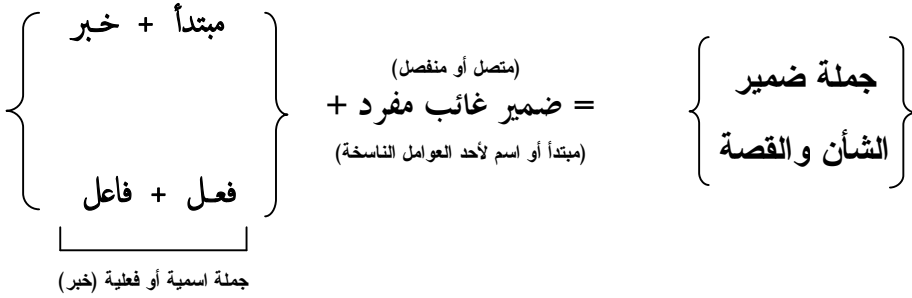 جملة ضمير
الشأن والقصة
=
(متصل أو منفصل)
ضمير غائب مفرد +
(مبتدأ أو اسم لأحد العوامل الناسخة)
مبتدأ + خبر
فعل + فاعل
جملة اسمية أو فعلية (خبر)